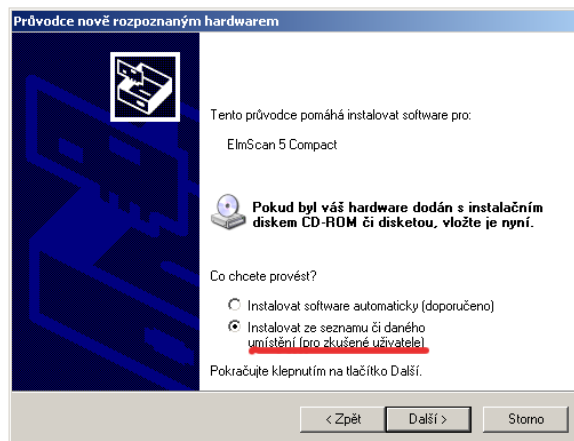 Průvodce nově rozpoznaným hardwarem
Tento průvodce pomáhá instalovat software pro:
ElmScan 5 Compact
Pokud byl váš hardware dodán s instalačním
diskem CD-ROM či disketou, vložte je nyní.
Co chcete provést?
Instalovat software automaticky (doporučeno)
Instalovat ze seznamu či daného
umístění (pro zkušené uživatele)
Pokračujte klepnutím na tlačítko Další.
< Zpět
Další >
Storno